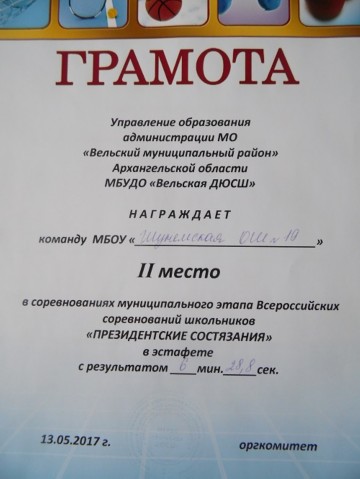 ГРАМОТА
Управление образования
администрации МО
«Вельский муниципальный район»
Архангельской области
МБУДО «Вельская ДЮСШ»
НАГРАЖДАЕТ
команду МБОУ «Шунемская ОШ № 19»
II место
в соревнованиях муниципального этапа Всероссийских
соревнований школьников
«ПРЕЗИДЕНТСКИЕ СОСТЯЗАНИЯ»
в эстафете
с результатом 6 мин. 28,8 сек.
13.05.2017 г. оргкомитет